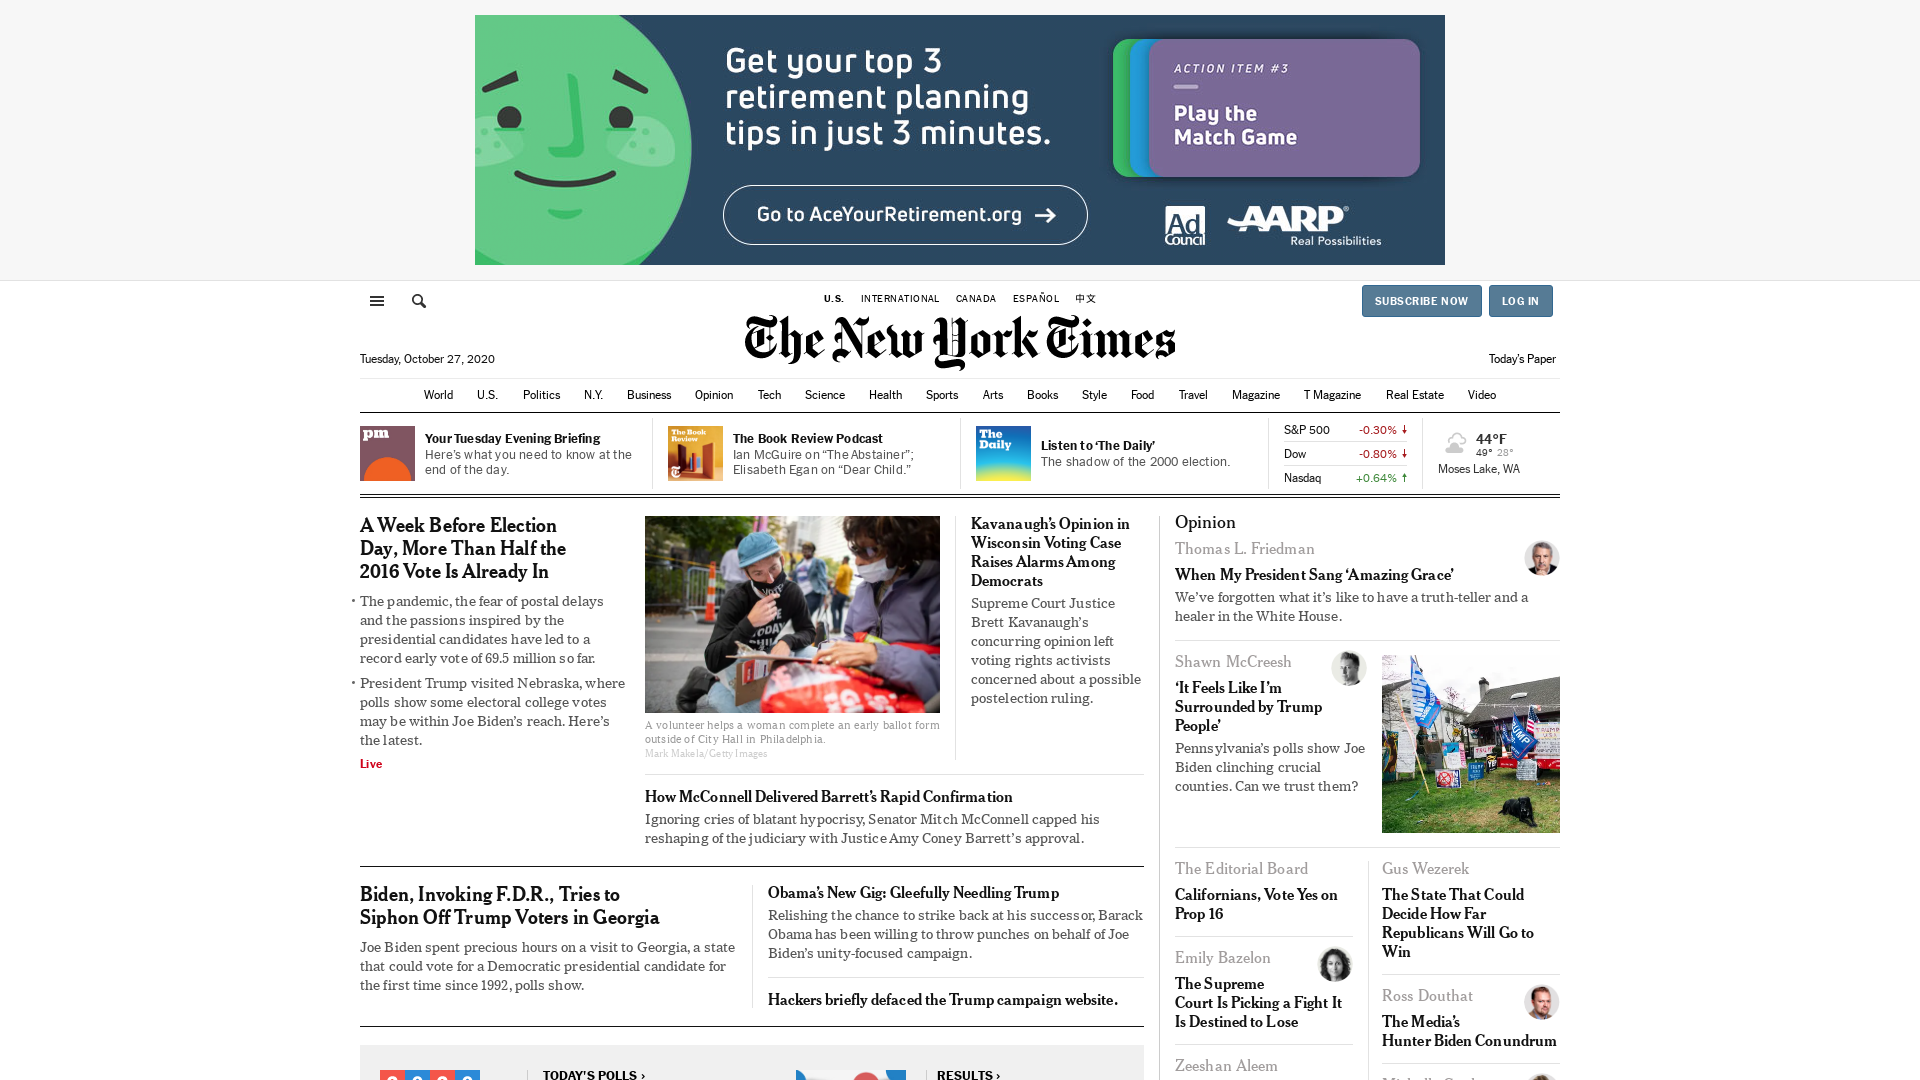 Get your top 3
retirement planning
tips in just 3 minutes.
Go to AceYourRetirement.org →
ACTION ITEM #3
Play the
Match Game
Ad
Council
AARP®
Real Possibilities
U.S. INTERNATIONAL CANADA ESPAÑOL 中文
SUBSCRIBE NOW LOG IN
The New York Times
Tuesday, October 27, 2020
Today's Paper
World U.S. Politics N.Y. Business Opinion Tech Science Health Sports Arts Books Style Food Travel Magazine T Magazine Real Estate Video
pm
Your Tuesday Evening Briefing
Here's what you need to know at the
end of the day.
The Book
Review
The Book Review Podcast
Ian McGuire on “The Abstainer”;
Elisabeth Egan on “Dear Child.”
The
Daily
Listen to ‘The Daily’
The shadow of the 2000 election.
S&P 500 -0.30%
Dow -0.80%
Nasdaq +0.64%
44°F
49° 28°
Moses Lake, WA
A Week Before Election
Day, More Than Half the
2016 Vote Is Already In
· The pandemic, the fear of postal delays
and the passions inspired by the
presidential candidates have led to a
record early vote of 69.5 million so far.
· President Trump visited Nebraska, where
polls show some electoral college votes
may be within Joe Biden’s reach. Here’s
the latest.
Live
A volunteer helps a woman complete an early ballot form
outside of City Hall in Philadelphia.
Mark Makela/Getty Images
Kavanaugh’s Opinion in
Wisconsin Voting Case
Raises Alarms Among
Democrats
Supreme Court Justice
Brett Kavanaugh’s
concurring opinion left
voting rights activists
concerned about a possible
postelection ruling.
How McConnell Delivered Barrett’s Rapid Confirmation
Ignoring cries of blatant hypocrisy, Senator Mitch McConnell capped his
reshaping of the judiciary with Justice Amy Coney Barrett’s approval.
Biden, Invoking F.D.R., Tries to
Siphon Off Trump Voters in Georgia
Joe Biden spent precious hours on a visit to Georgia, a state
that could vote for a Democratic presidential candidate for
the first time since 1992, polls show.
Obama’s New Gig: Gleefully Needling Trump
Relishing the chance to strike back at his successor, Barack
Obama has been willing to throw punches on behalf of Joe
Biden’s unity-focused campaign.
Hackers briefly defaced the Trump campaign website.
TODAY'S POLLS ›
RESULTS ›
Opinion
Thomas L. Friedman
When My President Sang ‘Amazing Grace’
We’ve forgotten what it’s like to have a truth-teller and a
healer in the White House.
Shawn McCreesh
‘It Feels Like I’m
Surrounded by Trump
People’
Pennsylvania’s polls show Joe
Biden clinching crucial
counties. Can we trust them?
TRUMP
The Editorial Board
Californians, Vote Yes on
Prop 16
Emily Bazelon
The Supreme
Court Is Picking a Fight It
Is Destined to Lose
Zeeshan Aleem
Gus Wezerek
The State That Could
Decide How Far
Republicans Will Go to
Win
Ross Douthat
The Media’s
Hunter Biden Conundrum